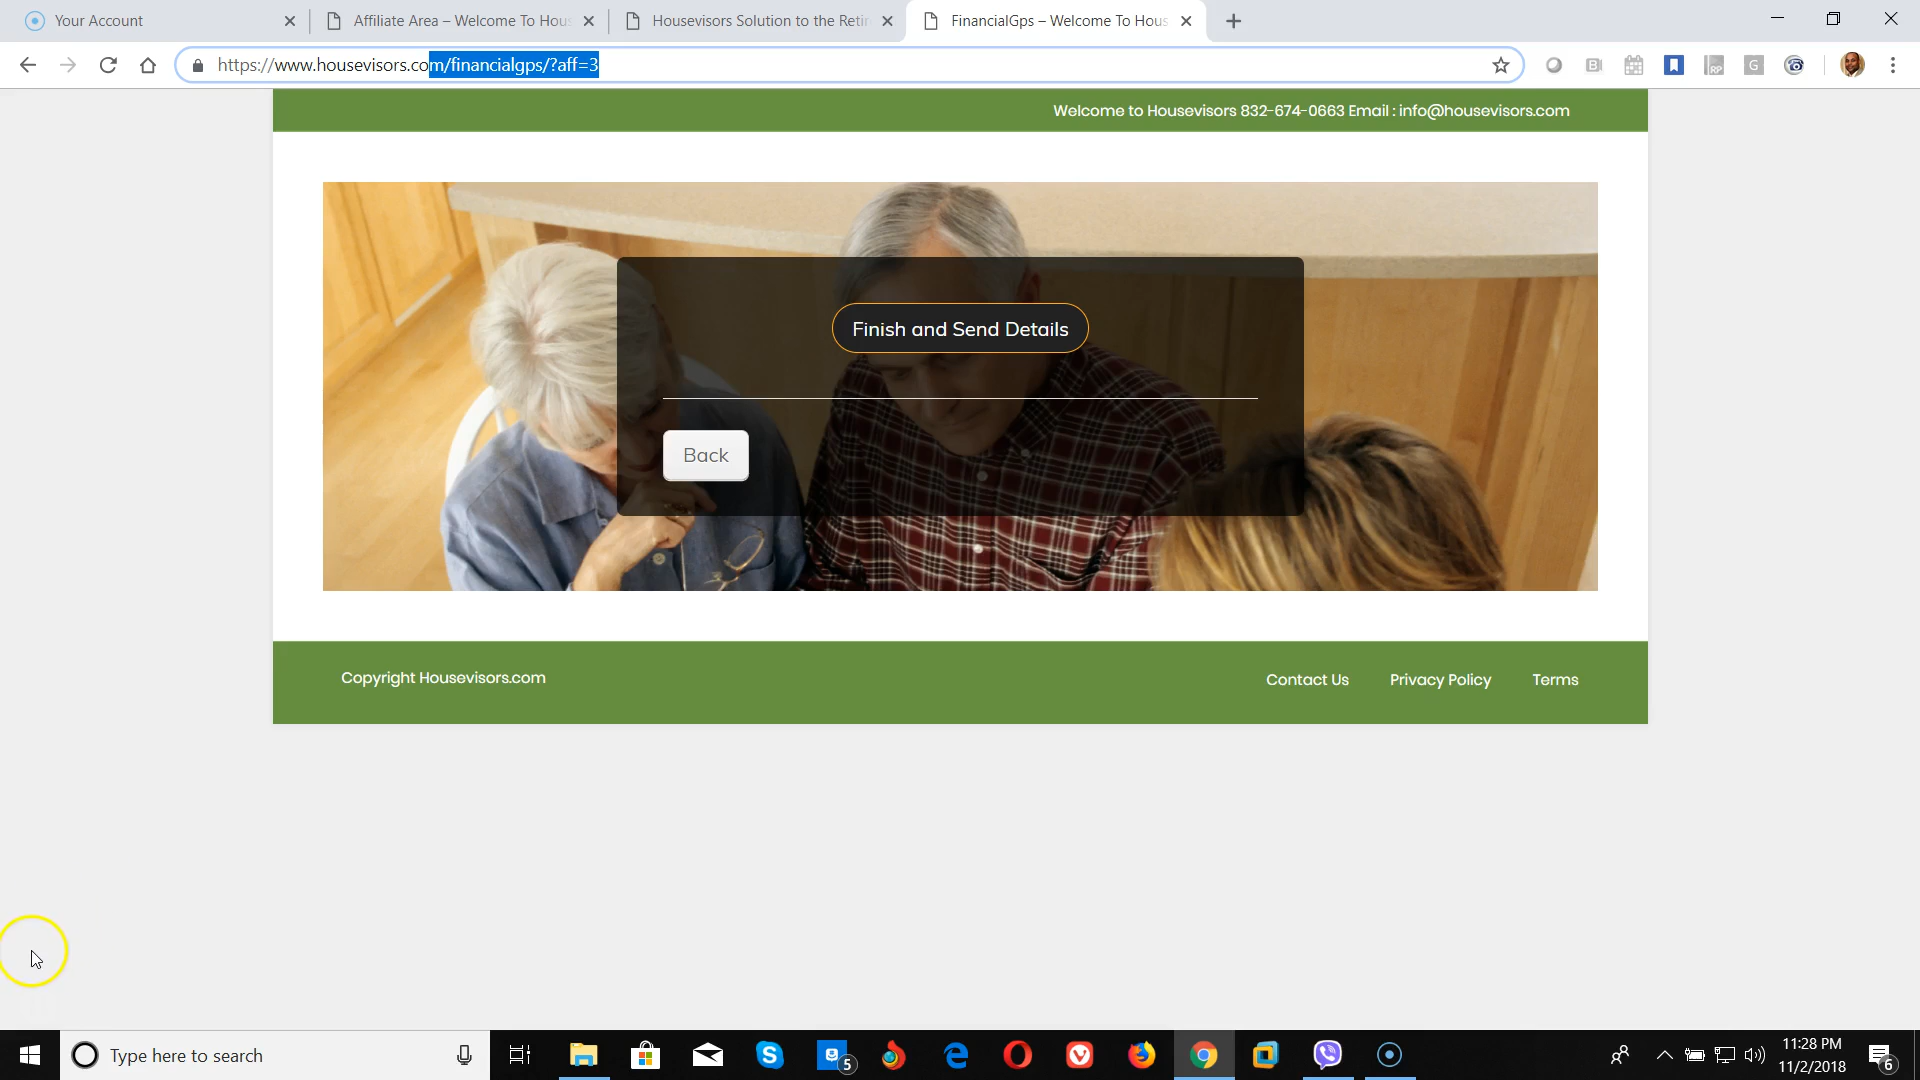 Your Account
Affiliate Area – Welcome To Hous
Housevisors Solution to the Retir
FinancialGps – Welcome To Hous
https://www.housevisors.com/financialgps/?aff=3
Welcome to Housevisors 832-674-0663 Email : info@housevisors.com
Finish and Send Details
Back
Copyright Housevisors.com
Contact Us
Privacy Policy
Terms
Type here to search
5
11:28 PM
11/2/2018
6